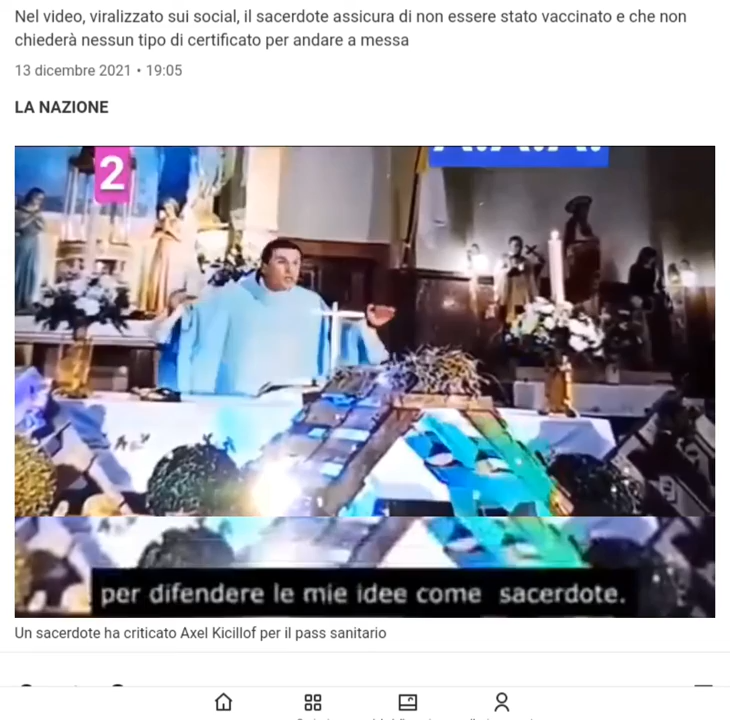 Nel video, viralizzato sui social, il sacerdote assicura di non essere stato vaccinato e che non
chiederà nessun tipo di certificato per andare a messa
13 dicembre 2021 • 19:05
LA NAZIONE
2
per difendere le mie idee come sacerdote.
Un sacerdote ha criticato Axel Kicillof per il pass sanitario